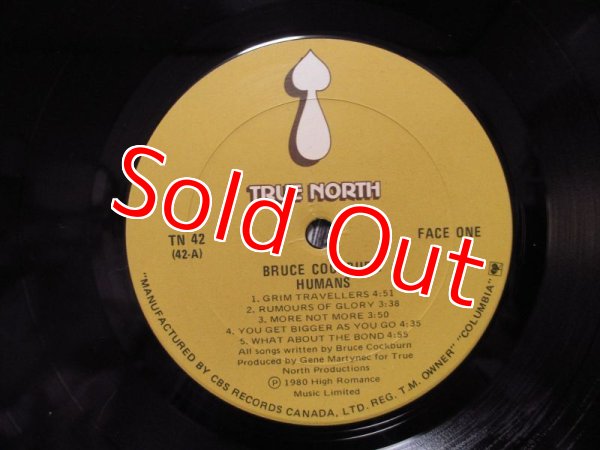 TRUE NORTH
Sold Out
TN 42
(42-A)
FACE ONE
BRUCE
HUMANS
1. GRIM TRAVELLERS 4:51
2. RUMOURS OF GLORY 3:38
3. MORE NOT MORE 3:50
4. YOU GET BIGGER AS YOU GO 4:35
5. WHAT ABOUT THE BOND 4:55
All songs written by Bruce Cockburn
Produced by Gene Martynec for True
North Productions
Ⓟ 1980 High Romance
Music Limited
"MANUFACTURED BY CBS RECORDS CANADA, LTD. REG. T.M. OWNER" "COLUMBIA"